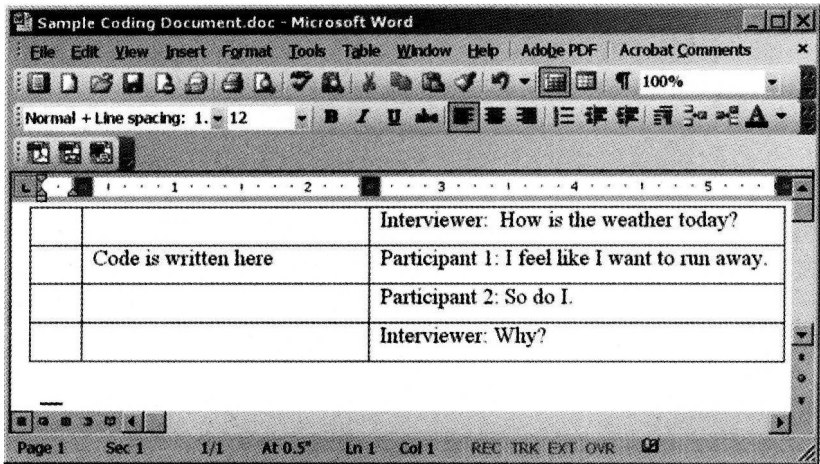 Sample Coding Document.doc - Microsoft Word
File Edit View Insert Format Tools Table Window Help Adobe PDF Acrobat Comments
100%
Normal + Line spacing: 1. 12 B I U abc A
L 1 2 3 4 5
Interviewer: How is the weather today?
Code is written here Participant 1: I feel like I want to run away.
Participant 2: So do I.
Interviewer: Why?
Page 1 Sec 1 1/1 At 0.5" Ln 1 Col 1 REC TRK EXT OVR